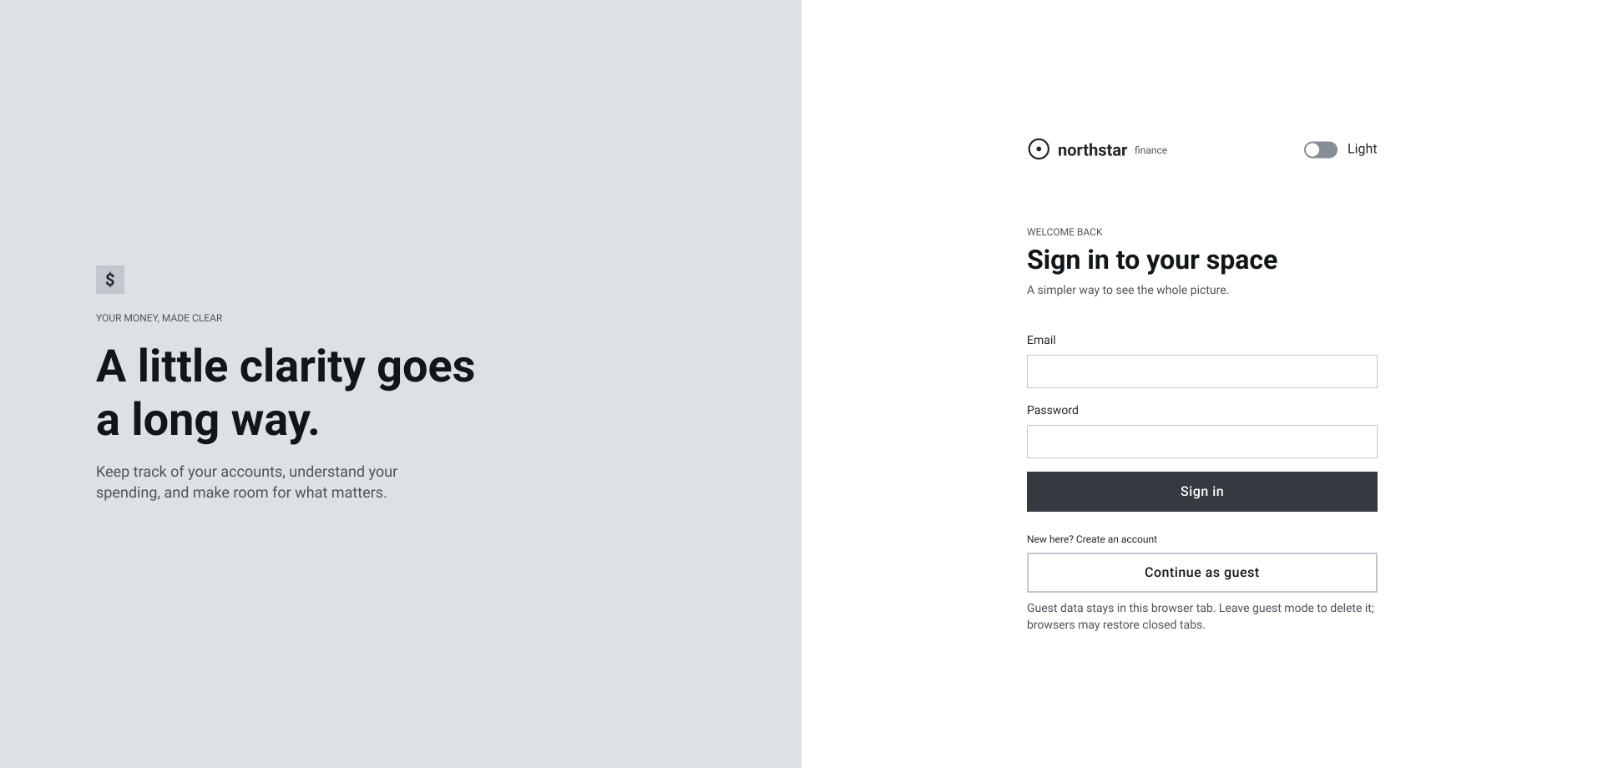 $
YOUR MONEY, MADE CLEAR
A little clarity goes
a long way.
Keep track of your accounts, understand your
spending, and make room for what matters.
northstar finance
Light
WELCOME BACK
Sign in to your space
A simpler way to see the whole picture.
Email
Password
Sign in
New here? Create an account
Continue as guest
Guest data stays in this browser tab. Leave guest mode to delete it;
browsers may restore closed tabs.